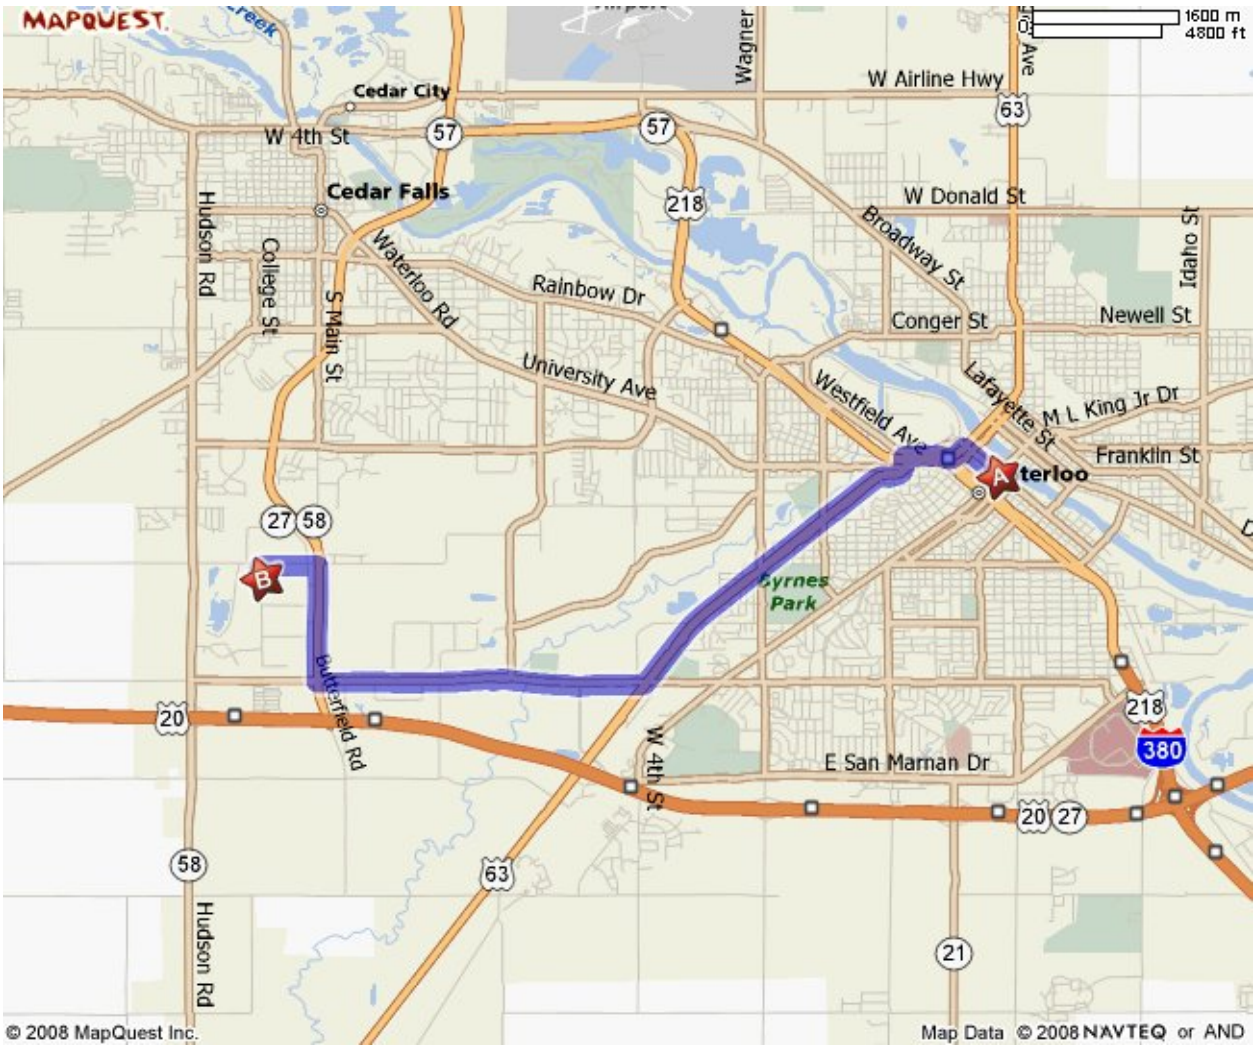 MAPQUEST.
Creek
Airport
Wagner
1600 m
4800 ft
Ave
W Airline Hwy
Cedar City
63
57
57
W 4th St
Cedar Falls
218
W Donald St
Hudson Rd
College St
Waterloo Rd
Broadway St
Idaho St
Rainbow Dr
S Main St
Conger St
Newell St
University Ave
Westfield Ave
Lafayette St
M L King Jr Dr
Franklin St
A
terloo
27
58
B
Byrnes
Park
Butterfield Rd
20
218
380
W 4th St
E San Marnan Dr
20
27
58
63
Hudson Rd
21
© 2008 MapQuest Inc.
Map Data © 2008 NAVTEQ or AND